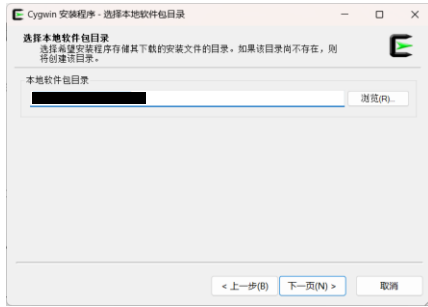 Cygwin 安装程序 - 选择本地软件包目录
选择本地软件包目录
选择希望安装程序存储其下载的安装文件的目录。如果该目录尚不存在，则
将创建该目录。
本地软件包目录
浏览(R)...
< 上一步(B)
下一页(N) >
取消